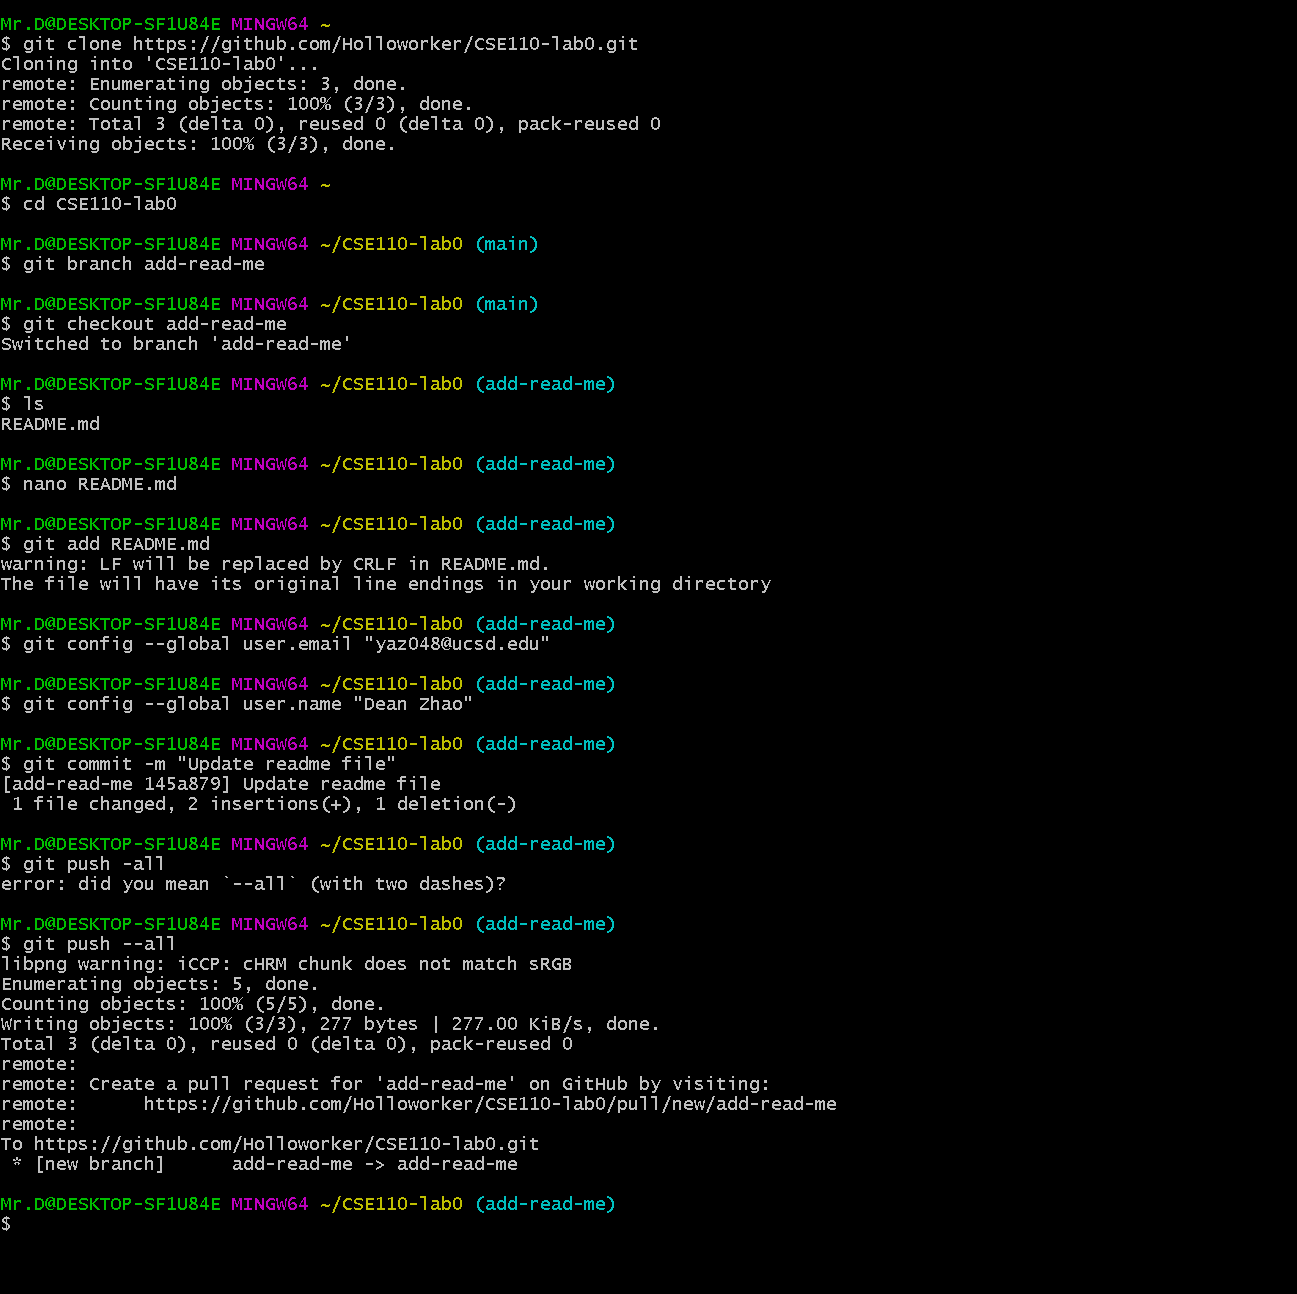 Mr.D@DESKTOP-SF1U84E MINGW64 ~
$ git clone https://github.com/Holloworker/CSE110-lab0.git
Cloning into 'CSE110-lab0'...
remote: Enumerating objects: 3, done.
remote: Counting objects: 100% (3/3), done.
remote: Total 3 (delta 0), reused 0 (delta 0), pack-reused 0
Receiving objects: 100% (3/3), done.
Mr.D@DESKTOP-SF1U84E MINGW64 ~
$ cd CSE110-lab0
Mr.D@DESKTOP-SF1U84E MINGW64 ~/CSE110-lab0 (main)
$ git branch add-read-me
Mr.D@DESKTOP-SF1U84E MINGW64 ~/CSE110-lab0 (main)
$ git checkout add-read-me
Switched to branch 'add-read-me'
Mr.D@DESKTOP-SF1U84E MINGW64 ~/CSE110-lab0 (add-read-me)
$ ls
README.md
Mr.D@DESKTOP-SF1U84E MINGW64 ~/CSE110-lab0 (add-read-me)
$ nano README.md
Mr.D@DESKTOP-SF1U84E MINGW64 ~/CSE110-lab0 (add-read-me)
$ git add README.md
warning: LF will be replaced by CRLF in README.md.
The file will have its original line endings in your working directory
Mr.D@DESKTOP-SF1U84E MINGW64 ~/CSE110-lab0 (add-read-me)
$ git config --global user.email "yaz048@ucsd.edu"
Mr.D@DESKTOP-SF1U84E MINGW64 ~/CSE110-lab0 (add-read-me)
$ git config --global user.name "Dean Zhao"
Mr.D@DESKTOP-SF1U84E MINGW64 ~/CSE110-lab0 (add-read-me)
$ git commit -m "Update readme file"
[add-read-me 145a879] Update readme file
 1 file changed, 2 insertions(+), 1 deletion(-)
Mr.D@DESKTOP-SF1U84E MINGW64 ~/CSE110-lab0 (add-read-me)
$ git push -all
error: did you mean `--all` (with two dashes)?
Mr.D@DESKTOP-SF1U84E MINGW64 ~/CSE110-lab0 (add-read-me)
$ git push --all
libpng warning: iCCP: cHRM chunk does not match sRGB
Enumerating objects: 5, done.
Counting objects: 100% (5/5), done.
Writing objects: 100% (3/3), 277 bytes | 277.00 KiB/s, done.
Total 3 (delta 0), reused 0 (delta 0), pack-reused 0
remote:
remote: Create a pull request for 'add-read-me' on GitHub by visiting:
remote:      https://github.com/Holloworker/CSE110-lab0/pull/new/add-read-me
remote:
To https://github.com/Holloworker/CSE110-lab0.git
 * [new branch]      add-read-me -> add-read-me
Mr.D@DESKTOP-SF1U84E MINGW64 ~/CSE110-lab0 (add-read-me)
$